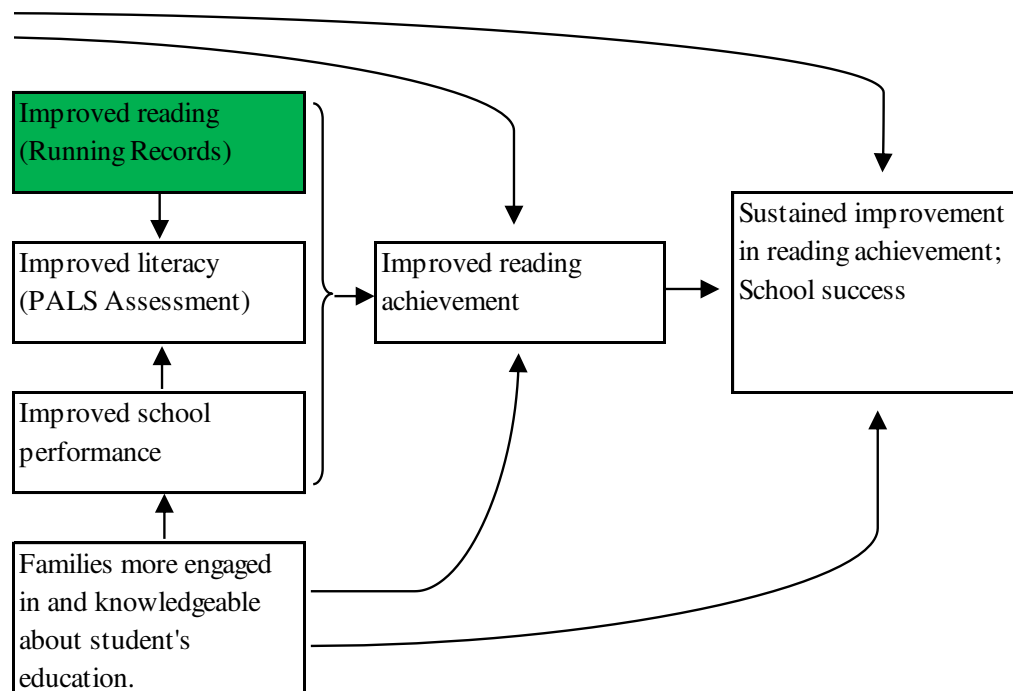 Improved reading
(Running Records)
Improved literacy
(PALS Assessment)
Improved school
performance
Families more engaged
in and knowledgeable
about student's
education.
Improved reading
achievement
Sustained improvement
in reading achievement;
School success